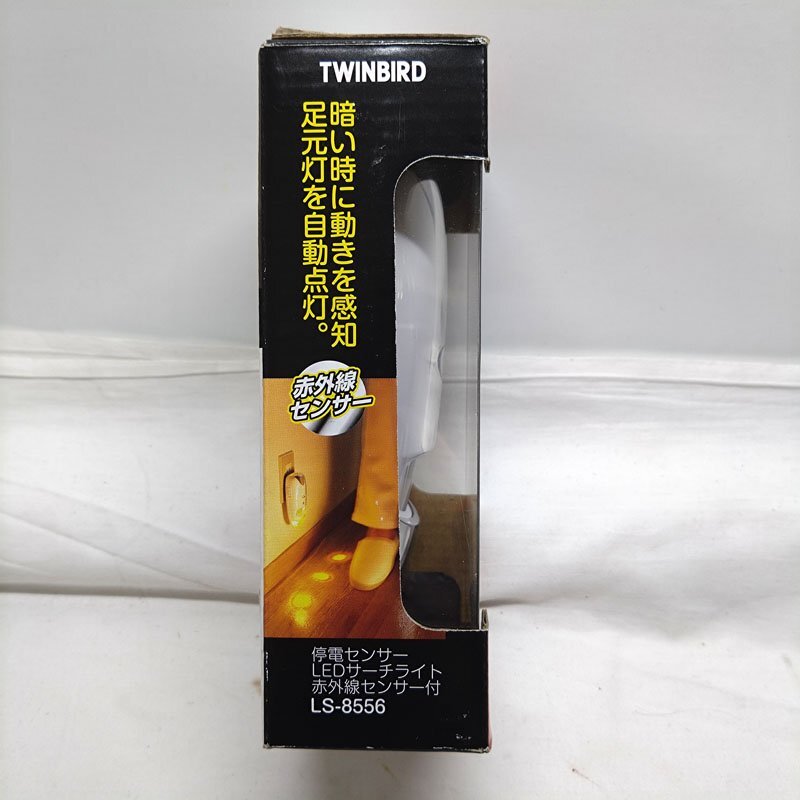 TWINBIRD
暗い時に動きを感知
足元灯を自動点灯。
赤外線
センサー
停電センサー
LEDサーチライト
赤外線センサー付
LS-8556